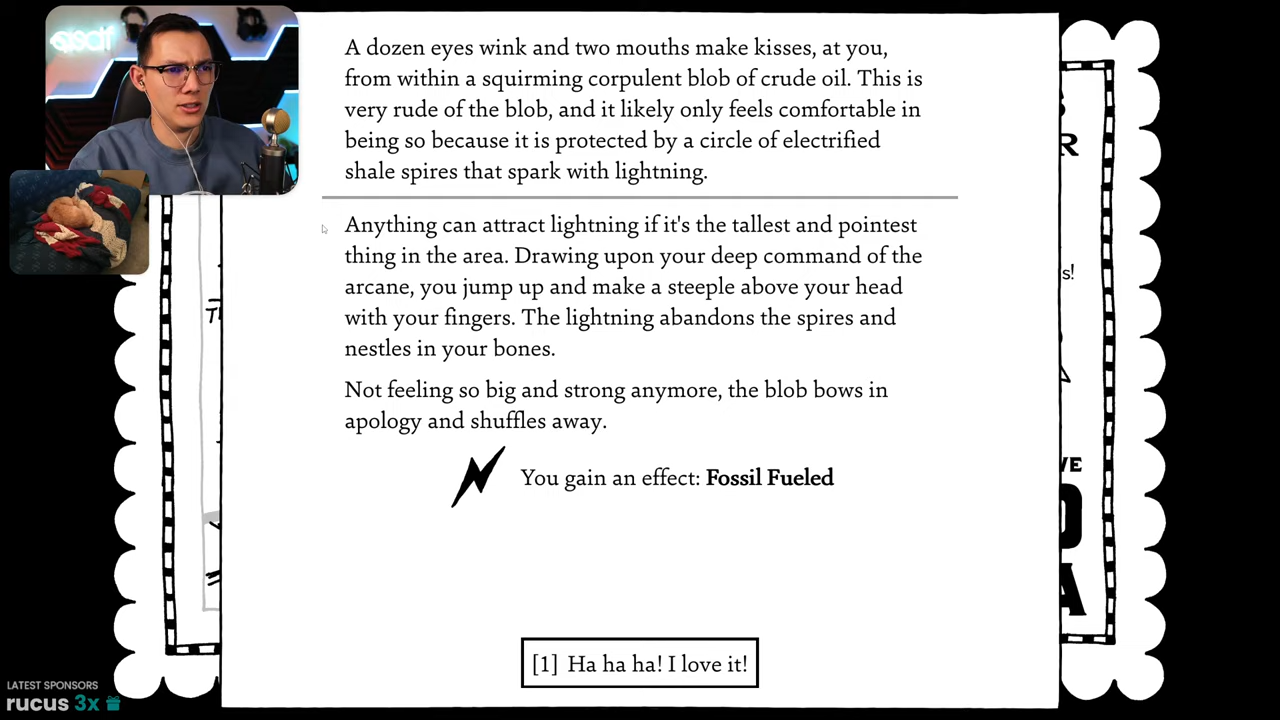 A dozen eyes wink and two mouths make kisses, at you,
from within a squirming corpulent blob of crude oil. This is
very rude of the blob, and it likely only feels comfortable in
being so because it is protected by a circle of electrified
shale spires that spark with lightning.
Anything can attract lightning if it's the tallest and pointest
thing in the area. Drawing upon your deep command of the
arcane, you jump up and make a steeple above your head
with your fingers. The lightning abandons the spires and
nestles in your bones.
Not feeling so big and strong anymore, the blob bows in
apology and shuffles away.
You gain an effect: Fossil Fueled
[1] Ha ha ha! I love it!
LATEST SPONSORS
rucus 3x